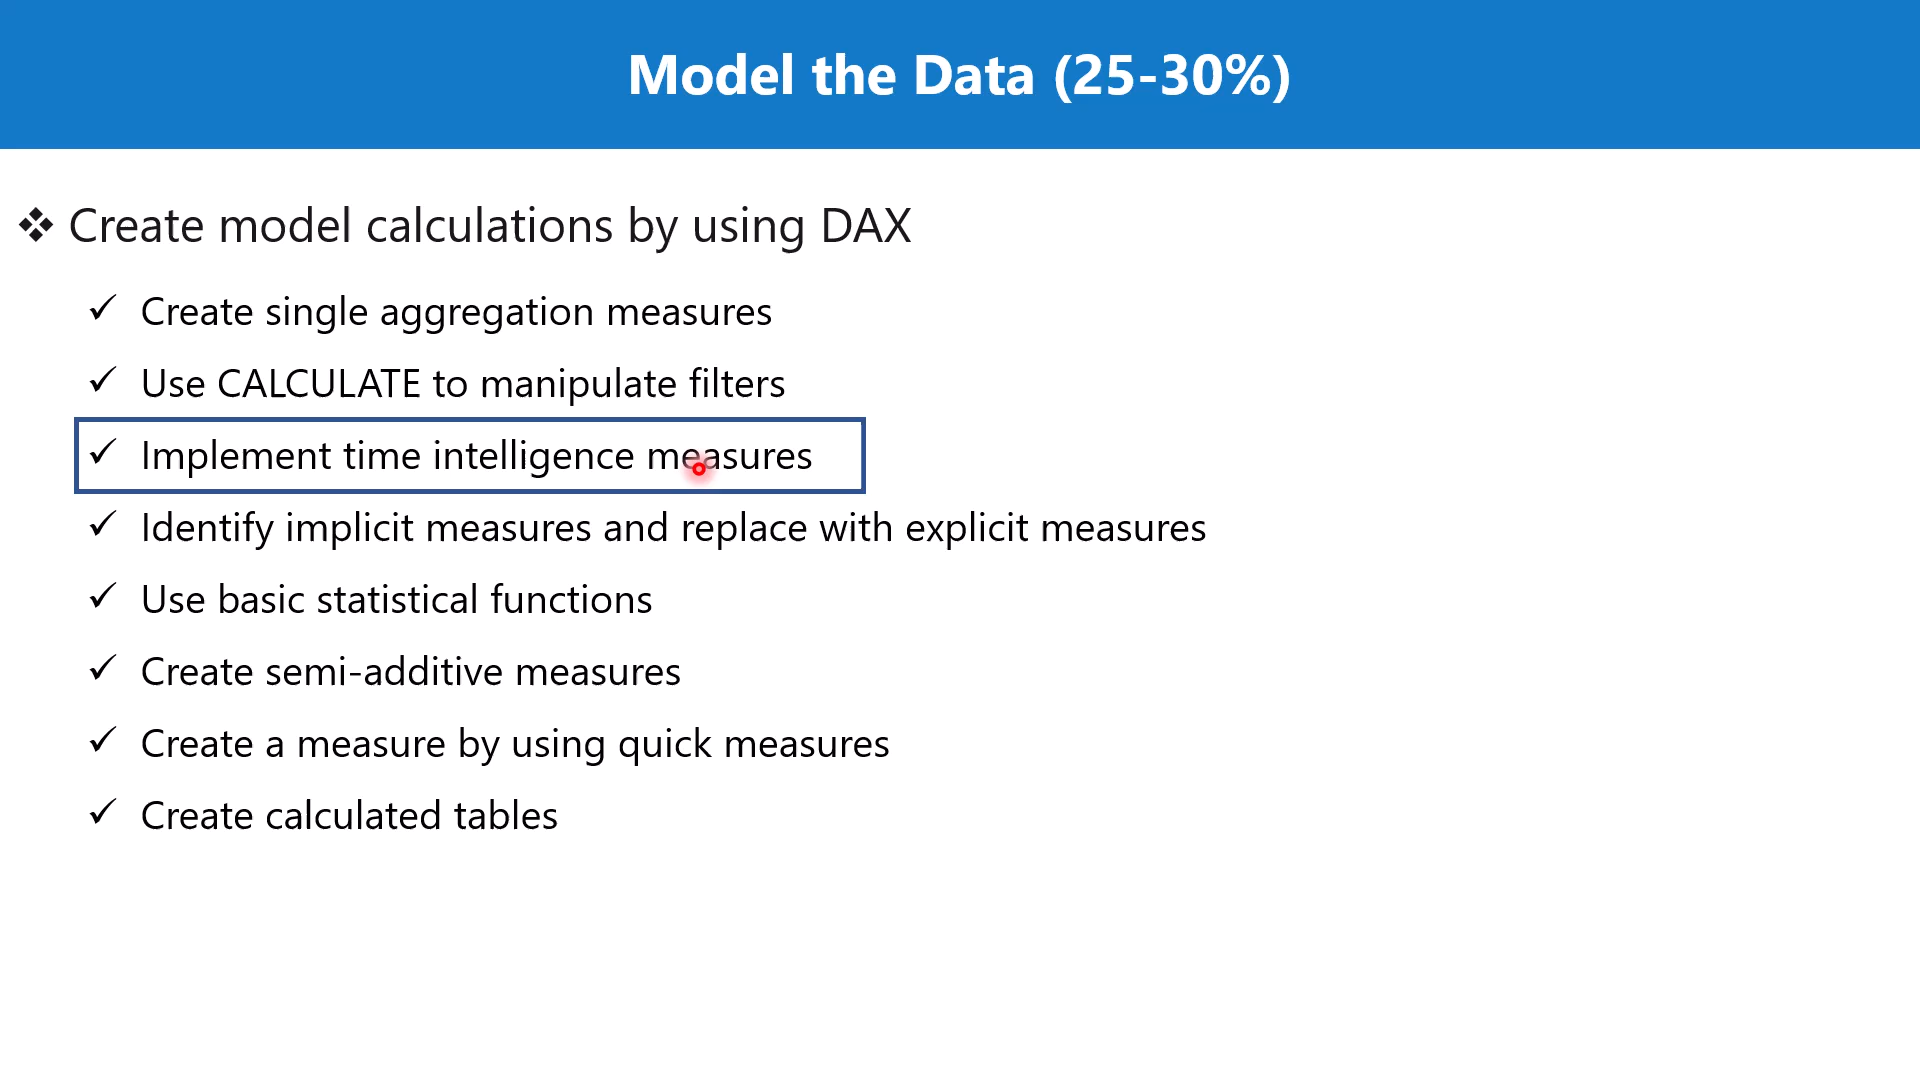 Model the Data (25-30%)
Create model calculations by using DAX
Create single aggregation measures
Use CALCULATE to manipulate filters
Implement time intelligence measures
Identify implicit measures and replace with explicit measures
Use basic statistical functions
Create semi-additive measures
Create a measure by using quick measures
Create calculated tables